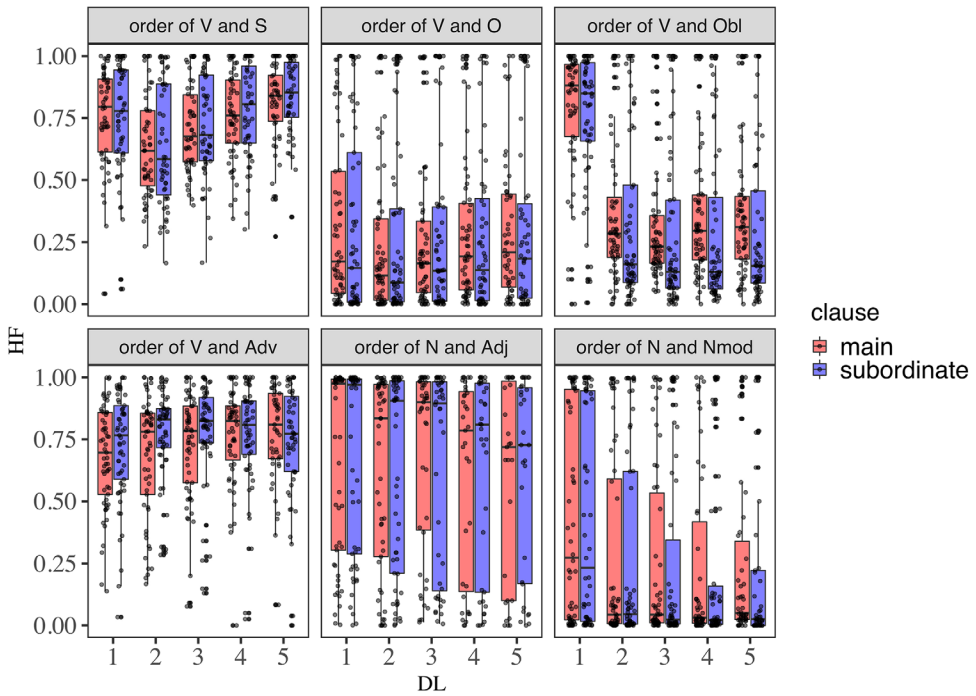 order of V and S
order of V and O
order of V and Obl
1.00
0.75
0.50
0.25
0.00
order of V and Adv
order of N and Adj
order of N and Nmod
1.00
0.75
0.50
0.25
0.00
1 2 3 4 5
1 2 3 4 5
1 2 3 4 5
HF
DL
clause
main
subordinate